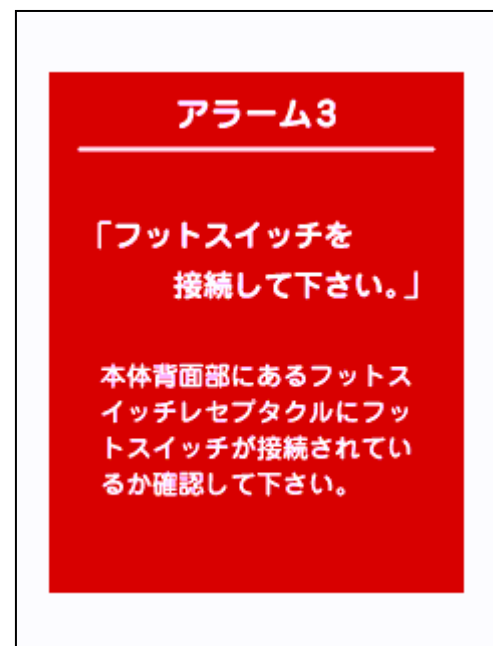 アラーム3
「フットスイッチを
接続して下さい。」
本体背面部にあるフットス
イッチレセプタクルにフッ
トスイッチが接続されてい
るか確認して下さい。